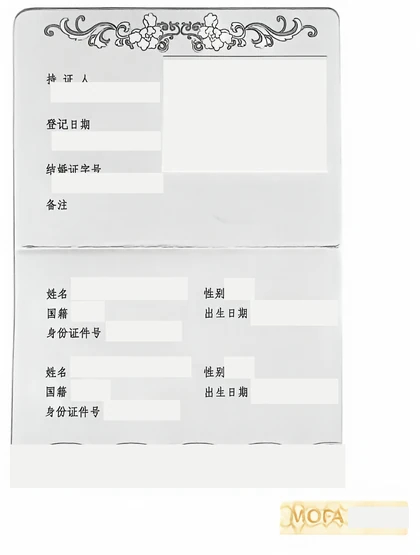 持证人
登记日期
结婚证字号
备注
姓名 性别
国籍 出生日期
身份证件号
姓名 性别
国籍 出生日期
身份证件号
MOFA